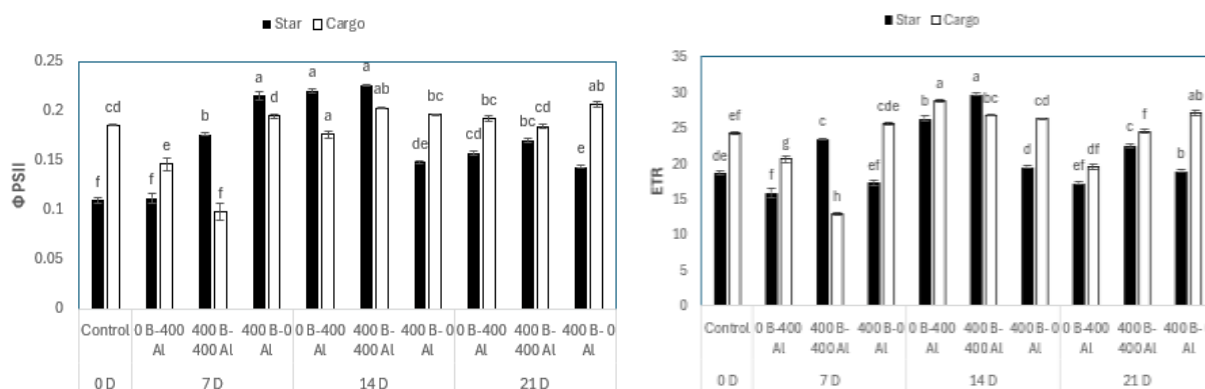 Star Cargo
Φ PSII
0.25
0.2
0.15
0.1
0.05
0
f cd f e b f a d a a a ab de bc cd bc bc cd e ab
Control 0 B-400 400 B- 400 B-0 0 B-400 400 B- 400 B- 0 0 B-400 400 B- 400 B- 0
Al 400 Al Al Al 400 Al Al Al 400 Al Al
0 D 7 D 14 D 21 D
Star Cargo
ETR
35
30
25
20
15
10
5
0
de ef f g c h ef cde b a a bc d cd ef df c f b ab
Control 0 B-400 400 B- 400 B-0 0 B-400 400 B- 400 B- 0 0 B-400 400 B- 400 B- 0
Al 400 Al Al Al 400 Al Al Al 400 Al Al
0 D 7 D 14 D 21 D